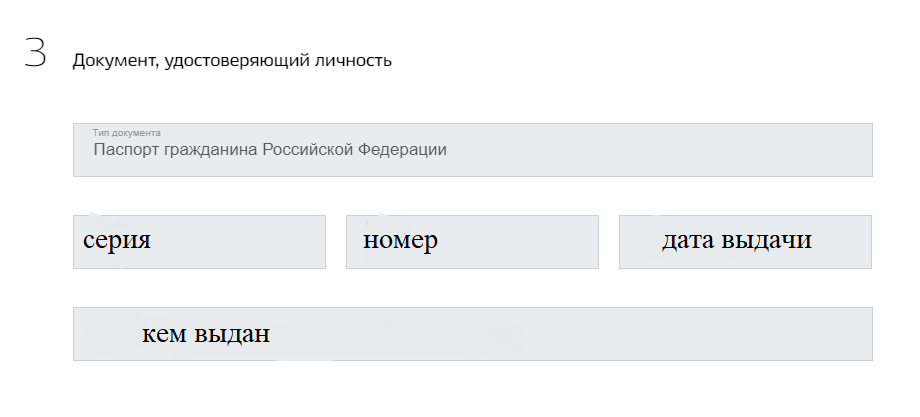 3 Документ, удостоверяющий личность
Тип документа
Паспорт гражданина Российской Федерации
серия номер дата выдачи
кем выдан